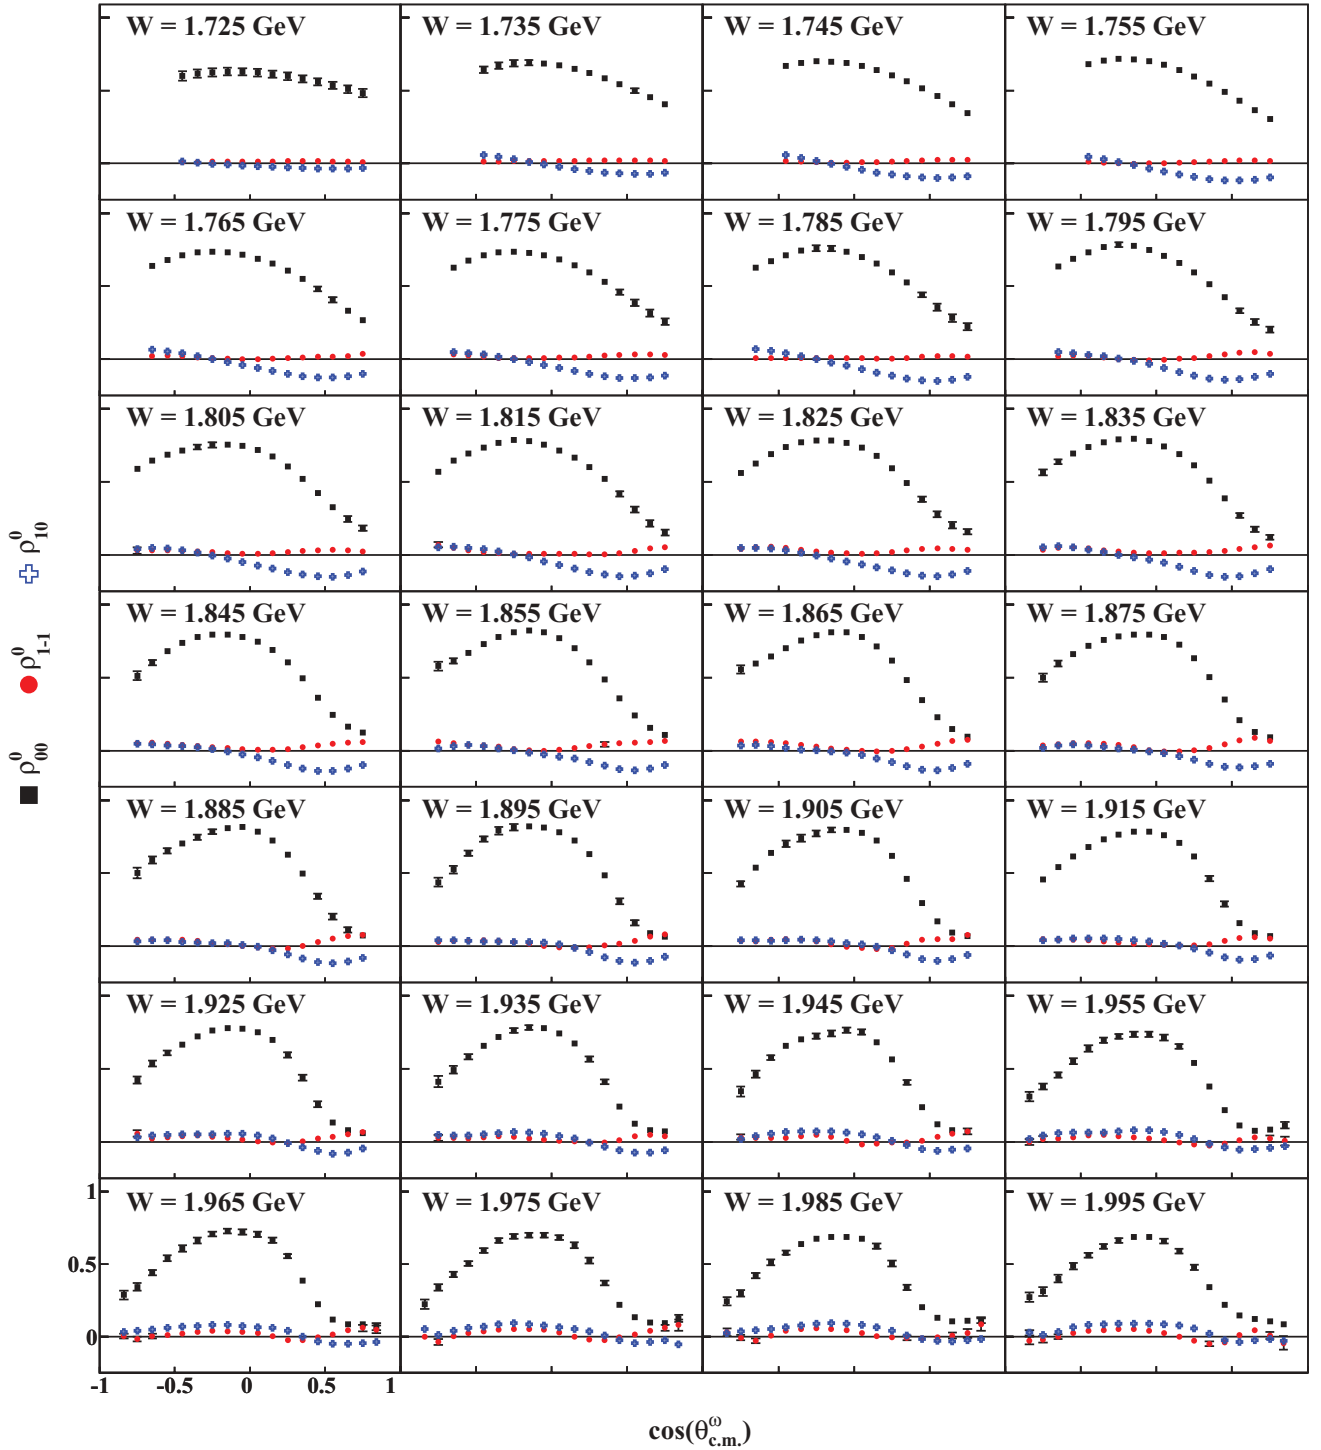 W = 1.725 GeV
W = 1.735 GeV
W = 1.745 GeV
W = 1.755 GeV
W = 1.765 GeV
W = 1.775 GeV
W = 1.785 GeV
W = 1.795 GeV
W = 1.805 GeV
W = 1.815 GeV
W = 1.825 GeV
W = 1.835 GeV
W = 1.845 GeV
W = 1.855 GeV
W = 1.865 GeV
W = 1.875 GeV
W = 1.885 GeV
W = 1.895 GeV
W = 1.905 GeV
W = 1.915 GeV
W = 1.925 GeV
W = 1.935 GeV
W = 1.945 GeV
W = 1.955 GeV
W = 1.965 GeV
W = 1.975 GeV
W = 1.985 GeV
W = 1.995 GeV
1
0.5
0
-1 -0.5 0 0.5 1
cos(θ^ω_c.m.)
■ ρ^0_00 ● ρ^0_1-1 ✚ ρ^0_10